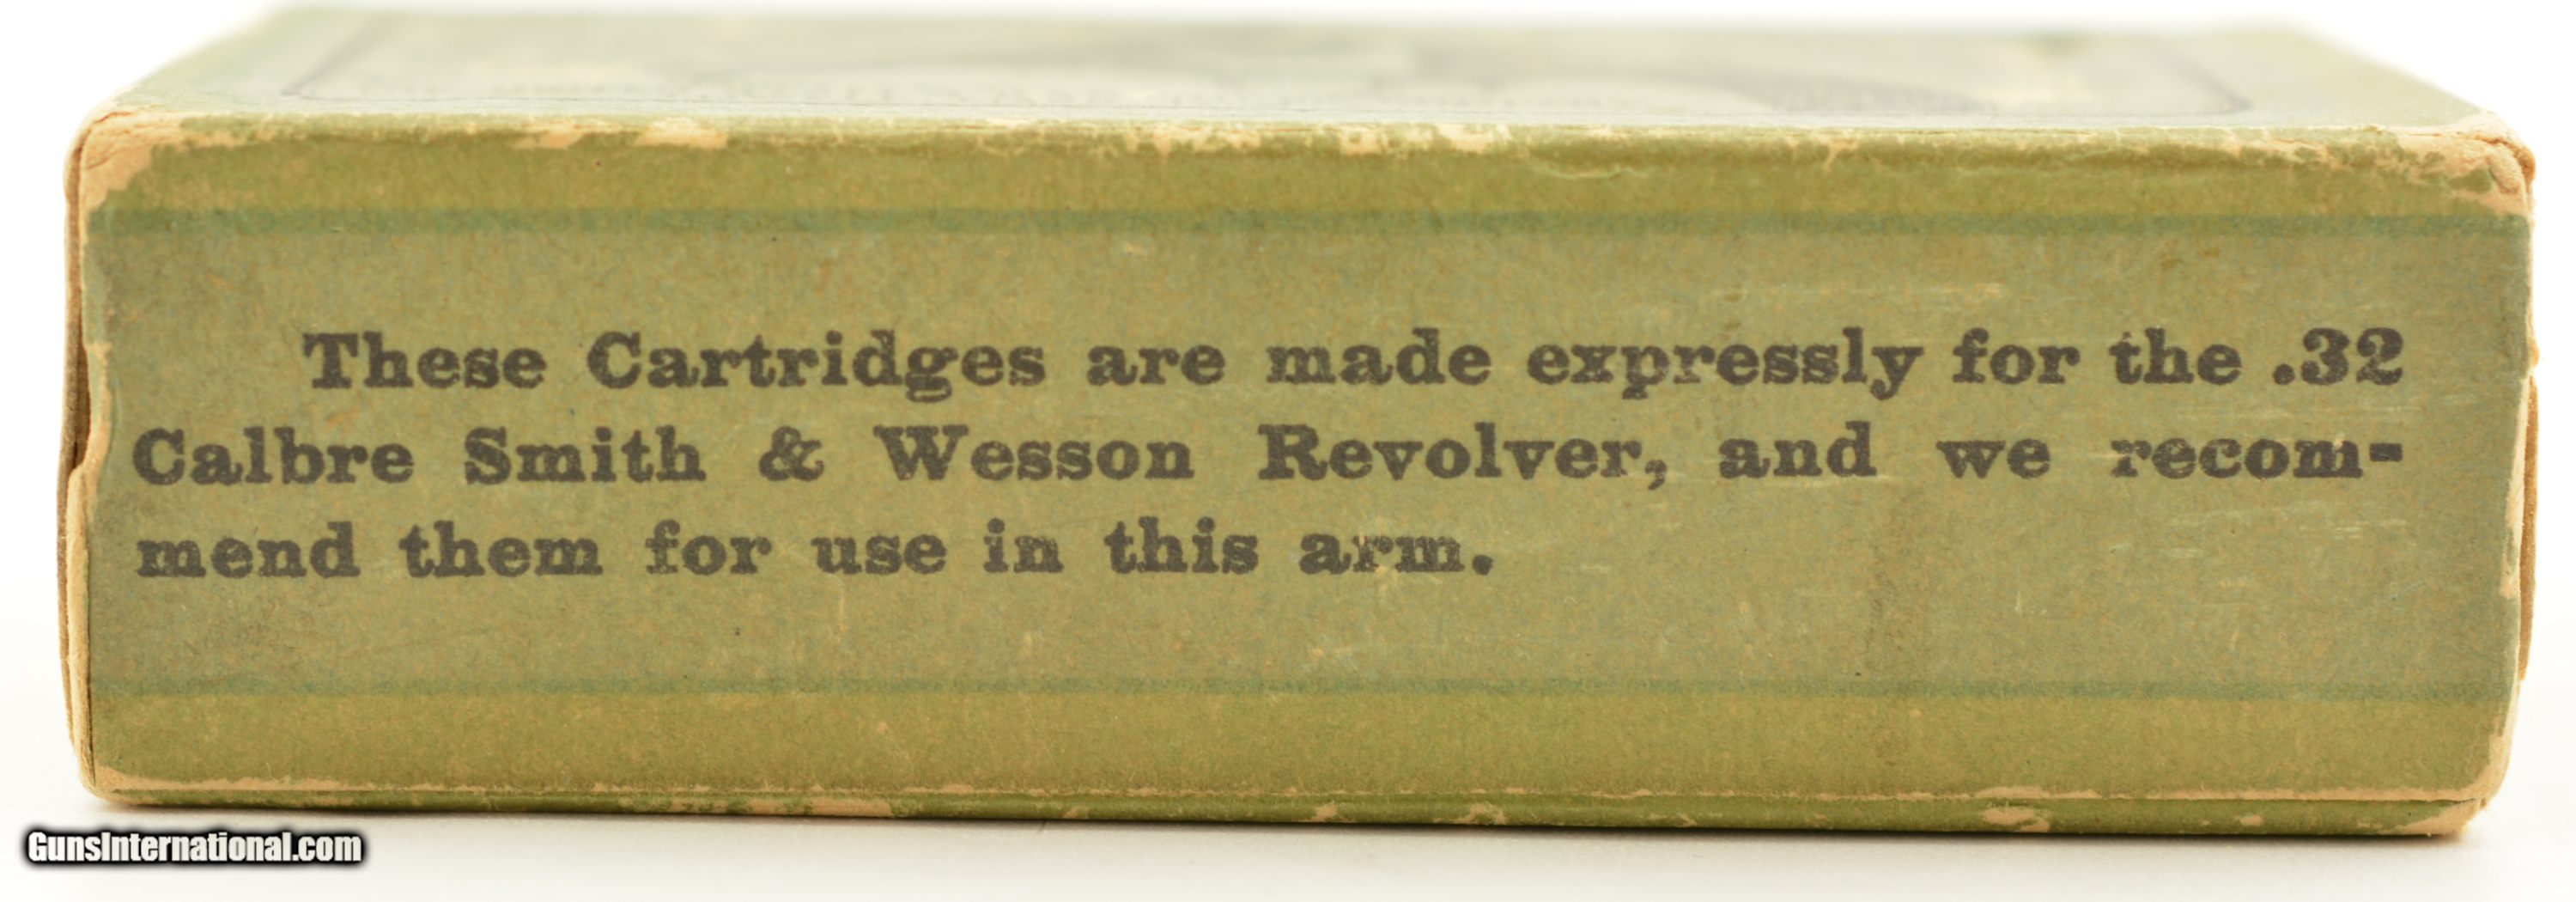 These Cartridges are made expressly for the .32
Calbre Smith & Wesson Revolver, and we recom-
mend them for use in this arm.
GunsInternational.com